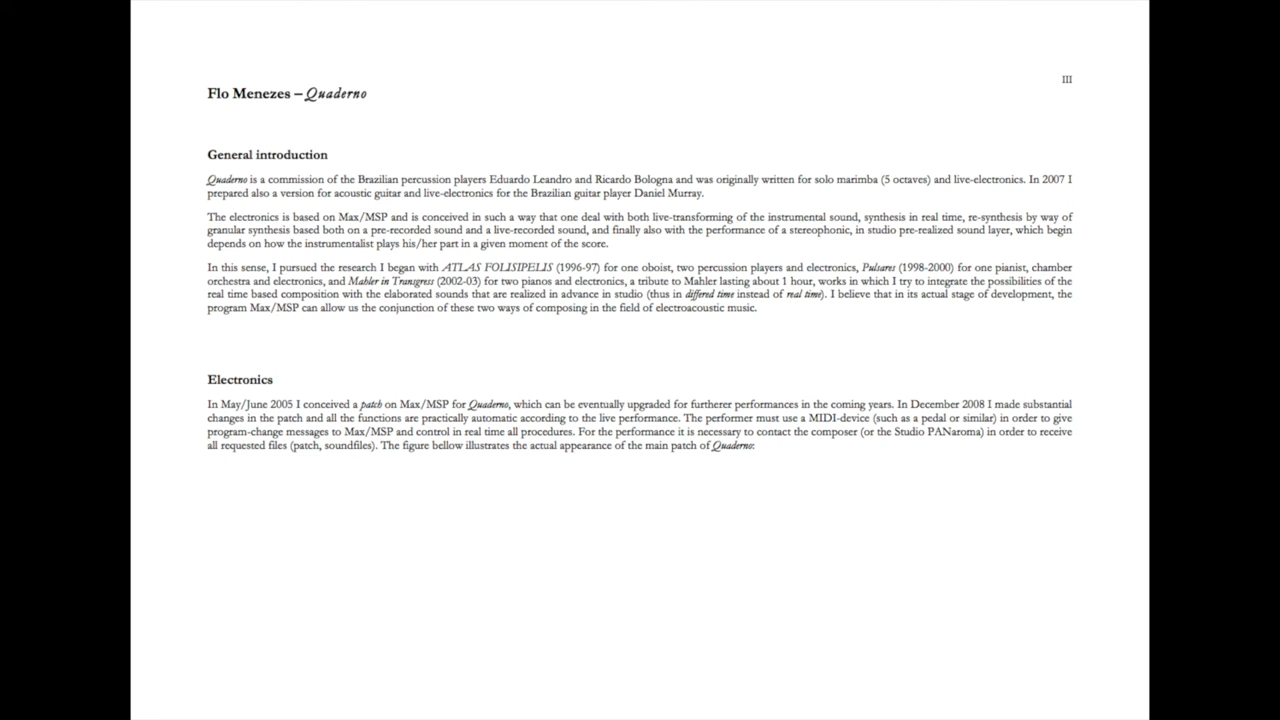 III
Flo Menezes – Quaderno
General introduction
Quaderno is a commission of the Brazilian percussion players Eduardo Leandro and Ricardo Bologna and was originally written for solo marimba (5 octaves) and live-electronics. In 2007 I
prepared also a version for acoustic guitar and live-electronics for the Brazilian guitar player Daniel Murray.
The electronics is based on Max/MSP and is conceived in such a way that one deal with both live-transforming of the instrumental sound, synthesis in real time, re-synthesis by way of
granular synthesis based both on a pre-recorded sound and a live-recorded sound, and finally also with the performance of a stereophonic, in studio pre-realized sound layer, which begin
depends on how the instrumentalist plays his/her part in a given moment of the score.
In this sense, I pursued the research I began with ATLAS FOLISIPELIS (1996-97) for one oboist, two percussion players and electronics, Pulsares (1998-2000) for one pianist, chamber
orchestra and electronics, and Mahler in Transgress (2002-03) for two pianos and electronics, a tribute to Mahler lasting about 1 hour, works in which I try to integrate the possibilities of the
real time based composition with the elaborated sounds that are realized in advance in studio (thus in differed time instead of real time). I believe that in its actual stage of development, the
program Max/MSP can allow us the conjunction of these two ways of composing in the field of electroacoustic music.
Electronics
In May/June 2005 I conceived a patch on Max/MSP for Quaderno, which can be eventually upgraded for furtherer performances in the coming years. In December 2008 I made substantial
changes in the patch and all the functions are practically automatic according to the live performance. The performer must use a MIDI-device (such as a pedal or similar) in order to give
program-change messages to Max/MSP and control in real time all procedures. For the performance it is necessary to contact the composer (or the Studio PANaroma) in order to receive
all requested files (patch, soundfiles). The figure bellow illustrates the actual appearance of the main patch of Quaderno: